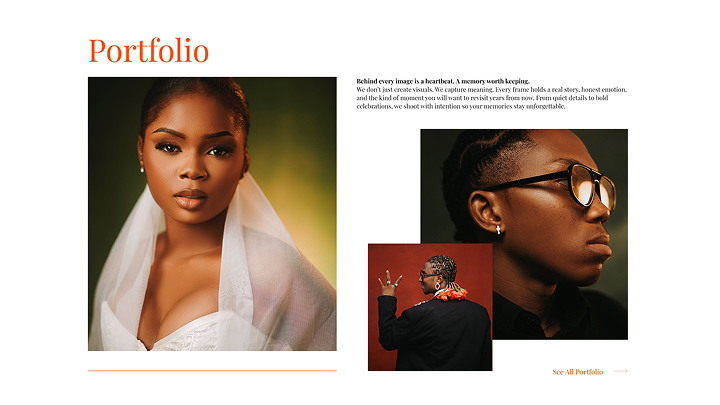 Portfolio
Behind every image is a heartbeat. A memory worth keeping.
We don't just create visuals. We capture meaning. Every frame holds a real story, honest emotion,
and the kind of moment you will want to revisit years from now. From quiet details to bold
celebrations, we shoot with intention so your memories stay unforgettable.
See All Portfolio